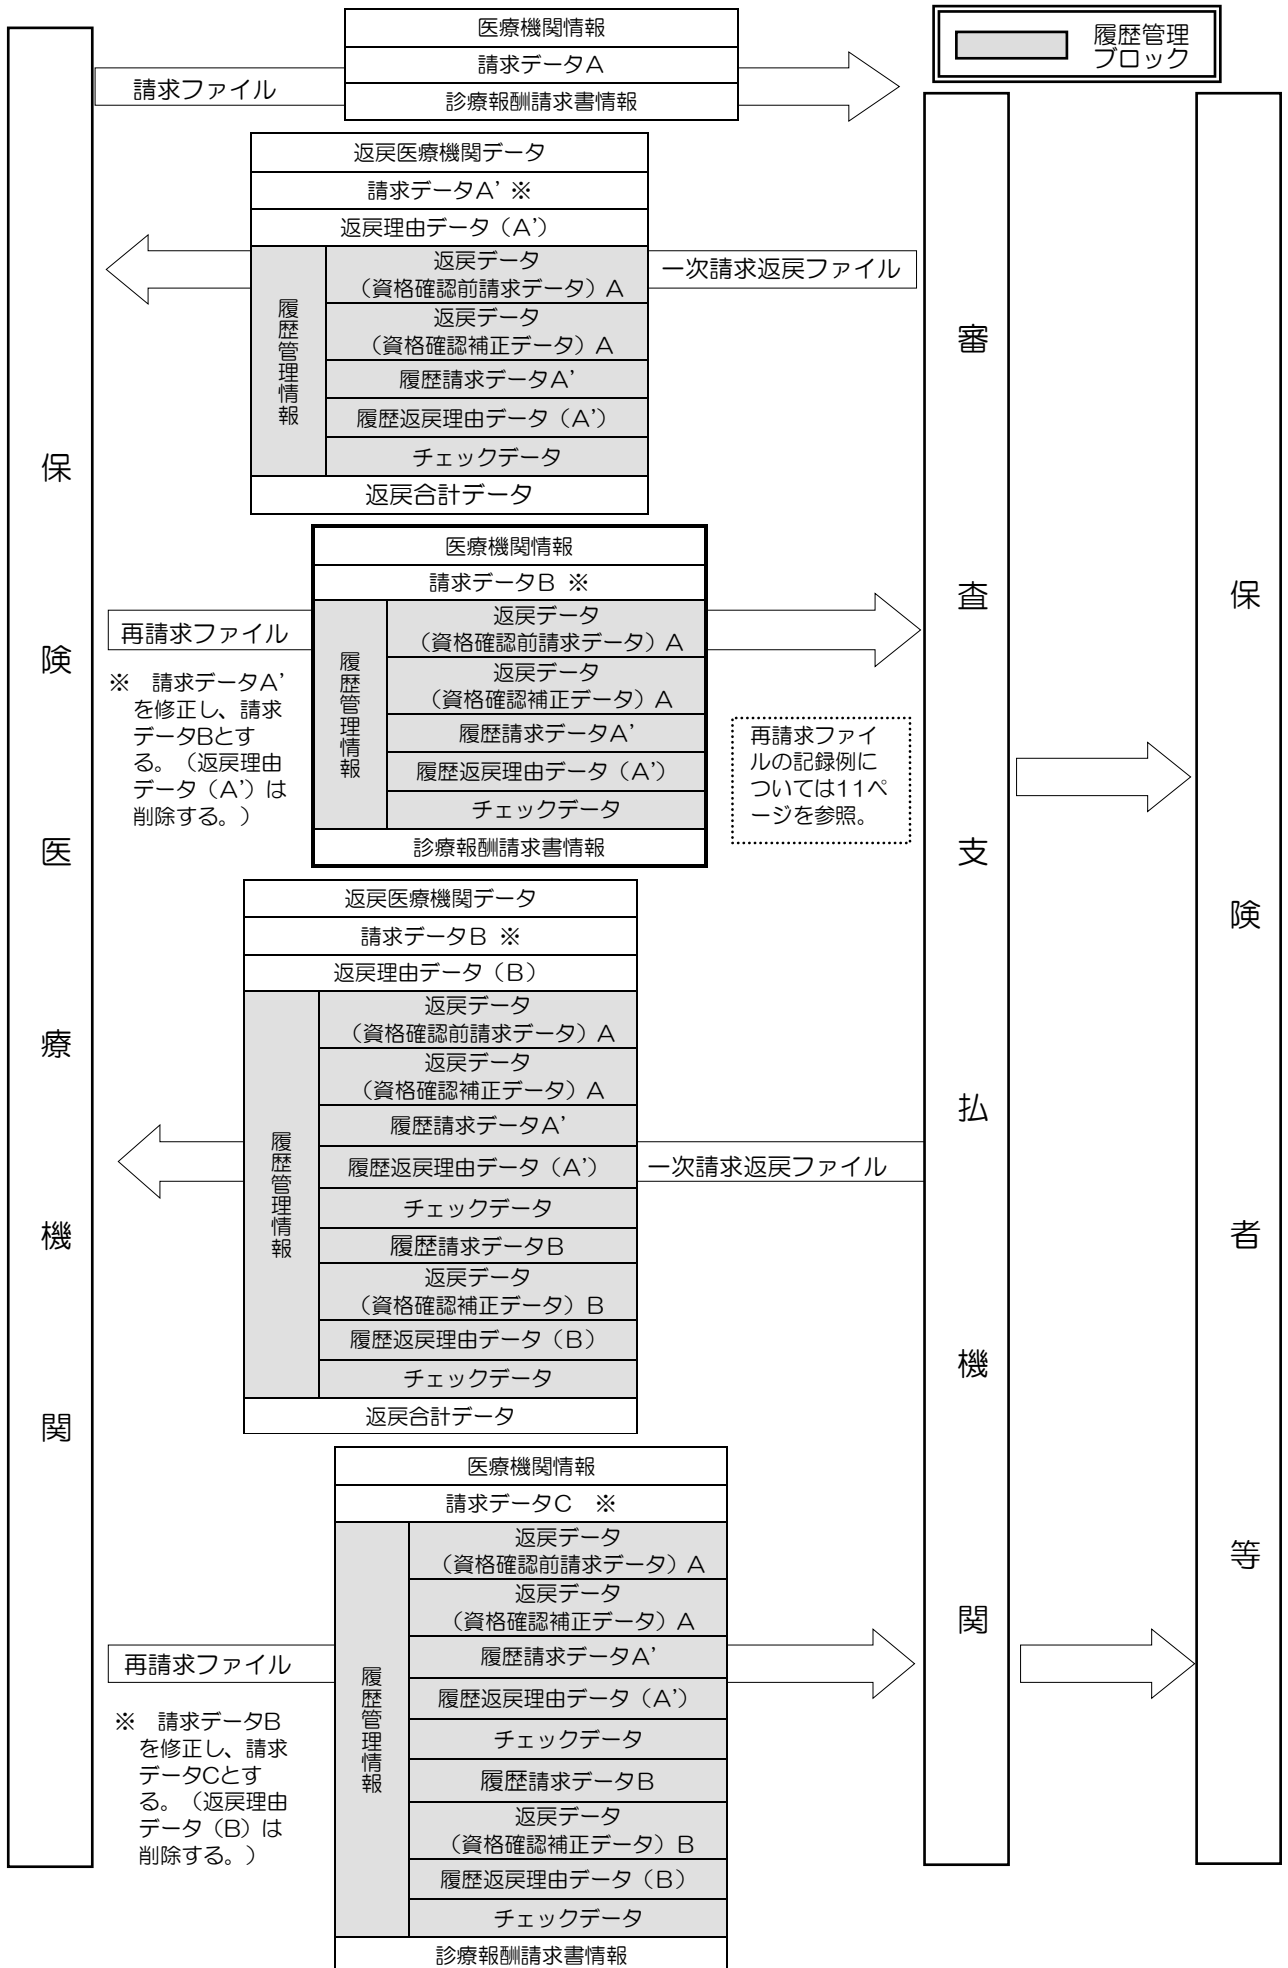 医療機関情報
請求データA
診療報酬請求書情報
請求ファイル
履歴管理
ブロック
返戻医療機関データ
請求データA’ ※
返戻理由データ（A’）
返戻データ
（資格確認前請求データ）A
返戻データ
（資格確認補正データ）A
履歴請求データA’
履歴返戻理由データ（A’）
チェックデータ
履歴管理情報
返戻合計データ
一次請求返戻ファイル
医療機関情報
請求データB ※
返戻データ
（資格確認前請求データ）A
返戻データ
（資格確認補正データ）A
履歴請求データA’
履歴返戻理由データ（A’）
チェックデータ
履歴管理情報
診療報酬請求書情報
再請求ファイル
※　請求データA’
を修正し、請求
データBとす
る。（返戻理由
データ（A’）は
削除する。）
再請求ファイ
ルの記録例に
ついては11ペ
ージを参照。
返戻医療機関データ
請求データB ※
返戻理由データ（B）
返戻データ
（資格確認前請求データ）A
返戻データ
（資格確認補正データ）A
履歴請求データA’
履歴返戻理由データ（A’）
チェックデータ
履歴請求データB
返戻データ
（資格確認補正データ）B
履歴返戻理由データ（B）
チェックデータ
履歴管理情報
返戻合計データ
一次請求返戻ファイル
医療機関情報
請求データC　※
返戻データ
（資格確認前請求データ）A
返戻データ
（資格確認補正データ）A
履歴請求データA’
履歴返戻理由データ（A’）
チェックデータ
履歴請求データB
返戻データ
（資格確認補正データ）B
履歴返戻理由データ（B）
チェックデータ
履歴管理情報
診療報酬請求書情報
再請求ファイル
※　請求データB
を修正し、請求
データCとす
る。（返戻理由
データ（B）は
削除する。）
保険医療機関
審査支払機関
保険者等